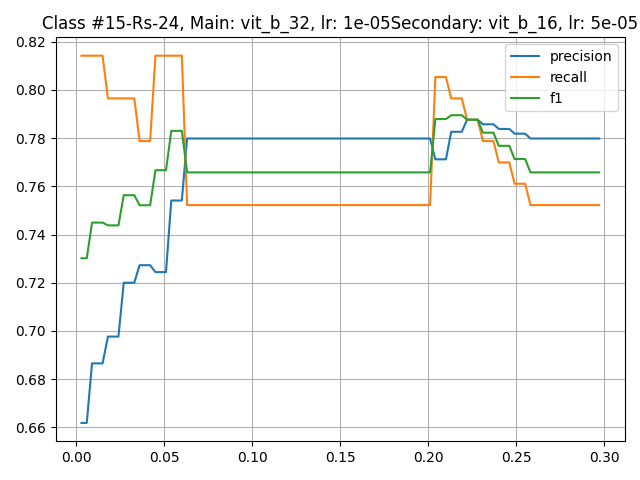 Class #15-Rs-24, Main: vit_b_32, lr: 1e-05Secondary: vit_b_16, lr: 5e-05
0.82
0.80
0.78
0.76
0.74
0.72
0.70
0.68
0.66
precision
recall
f1
0.00 0.05 0.10 0.15 0.20 0.25 0.30